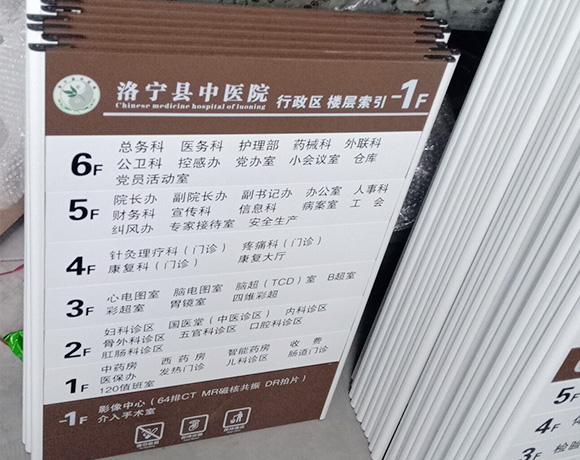 洛宁县中医院 行政区 楼层索引 -1F
Chinese medicine hospital of luoning
6F
总务科 医务科 护理部 药械科 外联科
公卫科 控感办 党办室 小会议室 仓库
党员活动室
5F
院长办 副院长办 副书记办 办公室 人事科
财务科 宣传科 信息科 病案室 工会
纠风办 专家接待室 安全生产
4F
针灸理疗科(门诊) 疼痛科(门诊)
康复科(门诊) 康复大厅
3F
心电图室 脑电图室 脑超(TCD)室 B超室
彩超室 胃镜室 四维彩超
2F
妇科诊区 国医堂(中医诊区) 内科诊区
骨外科诊区 五官科诊区 口腔科诊区
肛肠科诊区
1F
中药房 西药房 智能药房 收费
医保办 发热门诊 儿科诊区 肠道门诊
120值班室
-1F
影像中心(64排CT MR磁核共振 DR拍片)
介入手术室
5F
4F
3F 检验